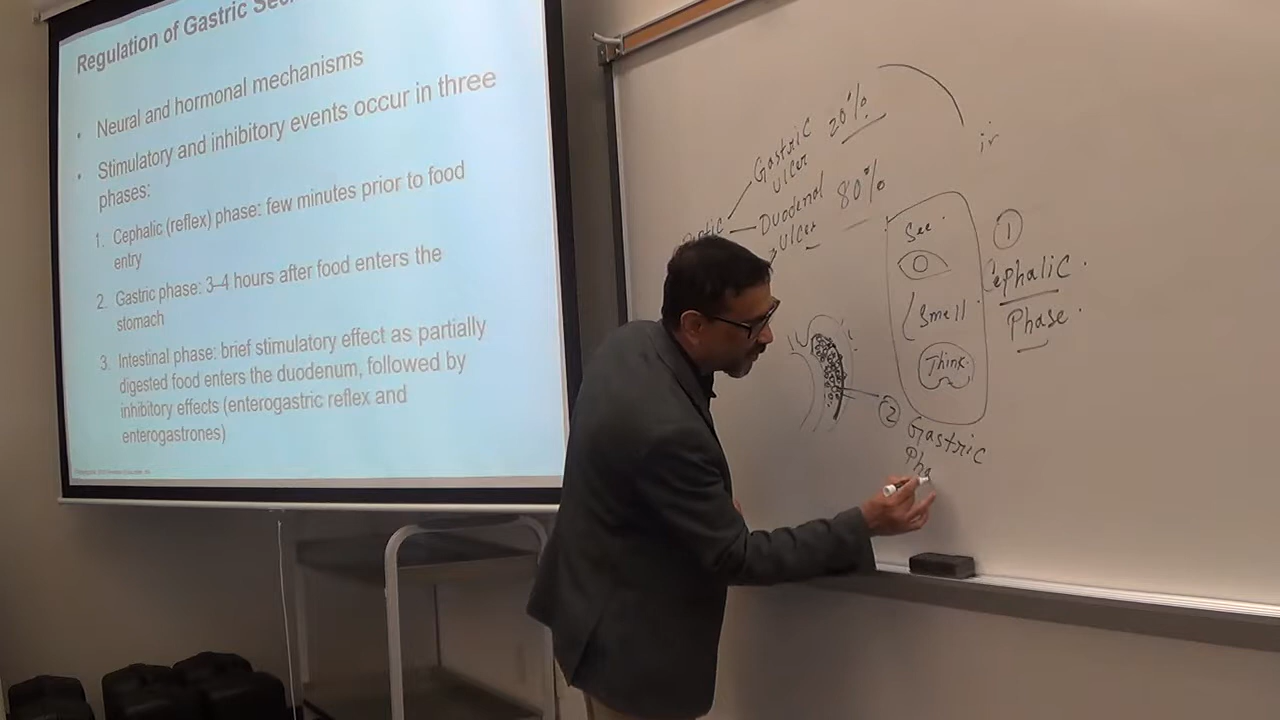 Regulation of Gastric
• Neural and hormonal mechanisms
• Stimulatory and inhibitory events occur in three
phases:
1. Cephalic (reflex) phase: few minutes prior to food
entry
2. Gastric phase: 3–4 hours after food enters the
stomach
3. Intestinal phase: brief stimulatory effect as partially
digested food enters the duodenum, followed by
inhibitory effects (enterogastric reflex and
enterogastrones)
Gastric 20%
Ulcer
Duodenal 80%
Ulcer
See
Smell
Think
1
Cephalic
Phase
2
Gastric
Pha